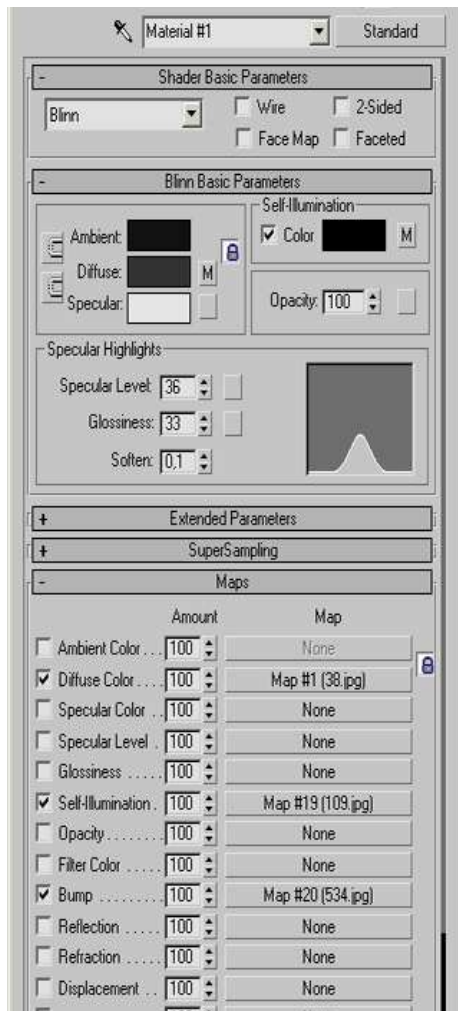 Material #1 Standard
- Shader Basic Parameters
Blinn Wire 2-Sided
Face Map Faceted
- Blinn Basic Parameters
Self-Illumination
Ambient: Color M
Diffuse: M
Specular: Opacity: 100
Specular Highlights
Specular Level: 36
Glossiness: 33
Soften: 0,1
+ Extended Parameters
+ SuperSampling
- Maps
Amount Map
Ambient Color . . . 100 None
Diffuse Color . . . . 100 Map #1 (38.jpg)
Specular Color . . 100 None
Specular Level . 100 None
Glossiness . . . . . 100 None
Self-Illumination . 100 Map #19 (109.jpg)
Opacity . . . . . . . . 100 None
Filter Color . . . . . 100 None
Bump . . . . . . . . . 100 Map #20 (534.jpg)
Reflection . . . . . 100 None
Refraction . . . . . 100 None
Displacement . . 100 None